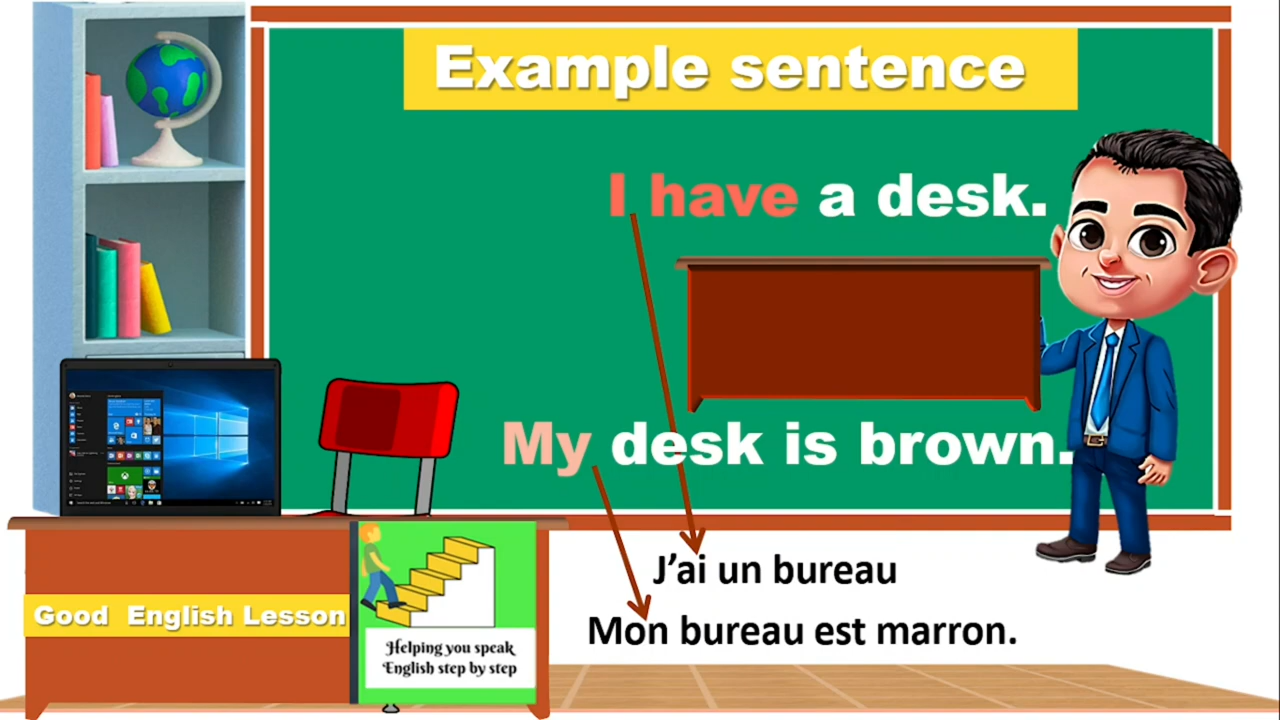 Example sentence
I have a desk.
My desk is brown.
J'ai un bureau
Mon bureau est marron.
Good English Lesson
Helping you speak
English step by step